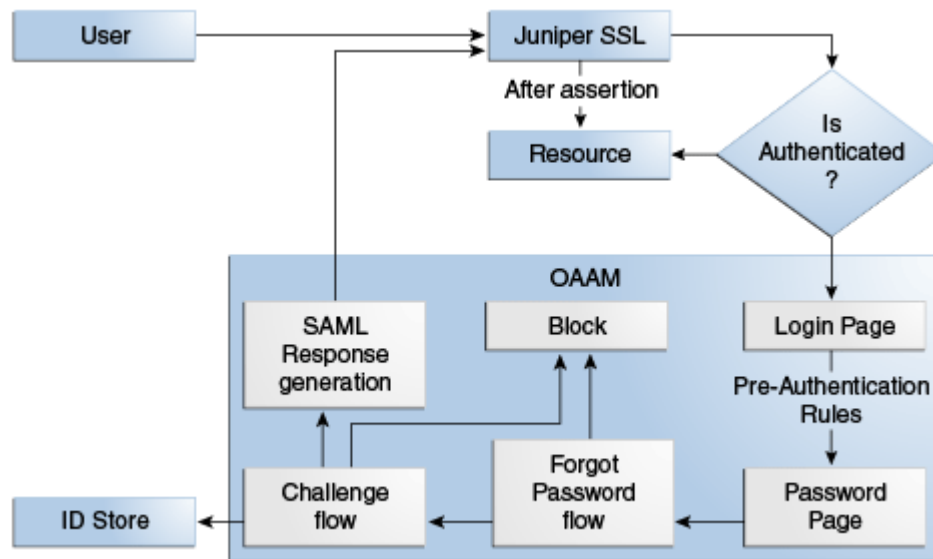 User
Juniper SSL
After assertion
Resource
Is
Authenticated
?
OAAM
SAML
Response
generation
Block
Login Page
Pre-Authentication
Rules
Challenge
flow
Forgot
Password
flow
Password
Page
ID Store